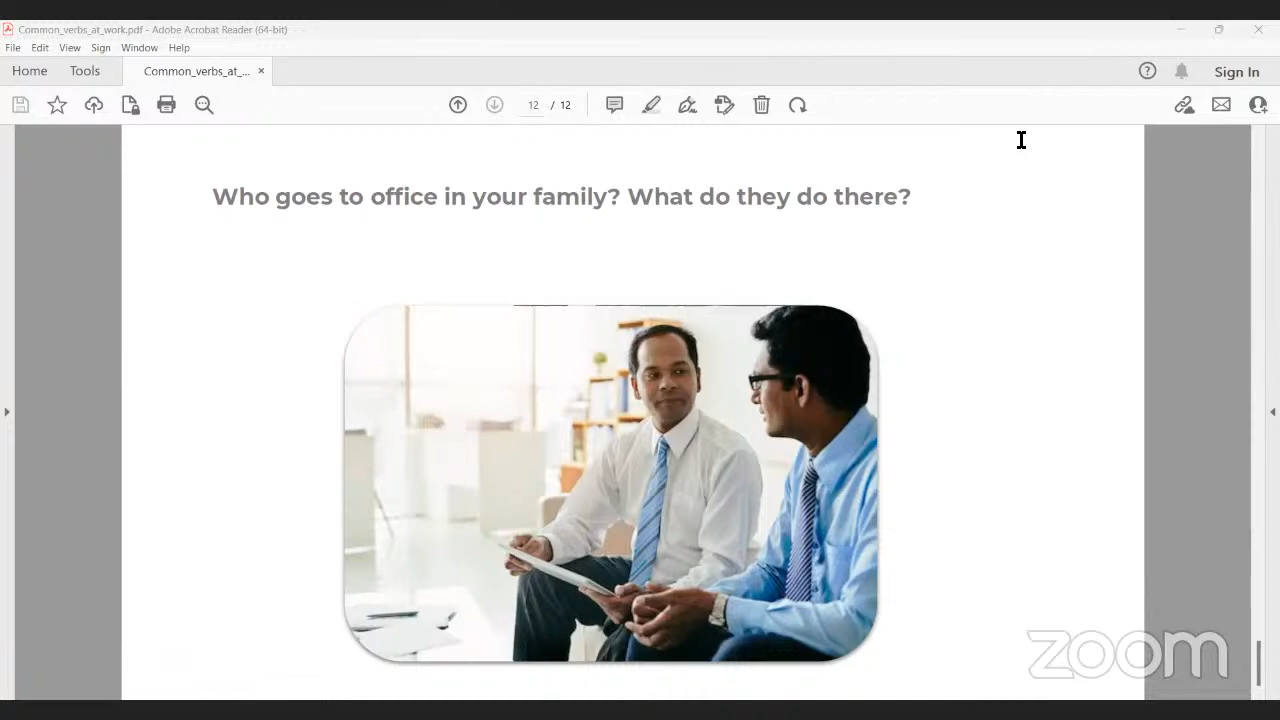 Common_verbs_at_work.pdf - Adobe Acrobat Reader (64-bit)
File Edit View Sign Window Help
Home Tools Common_verbs_at_... × Sign In
12 / 12
Who goes to office in your family? What do they do there?
zoom